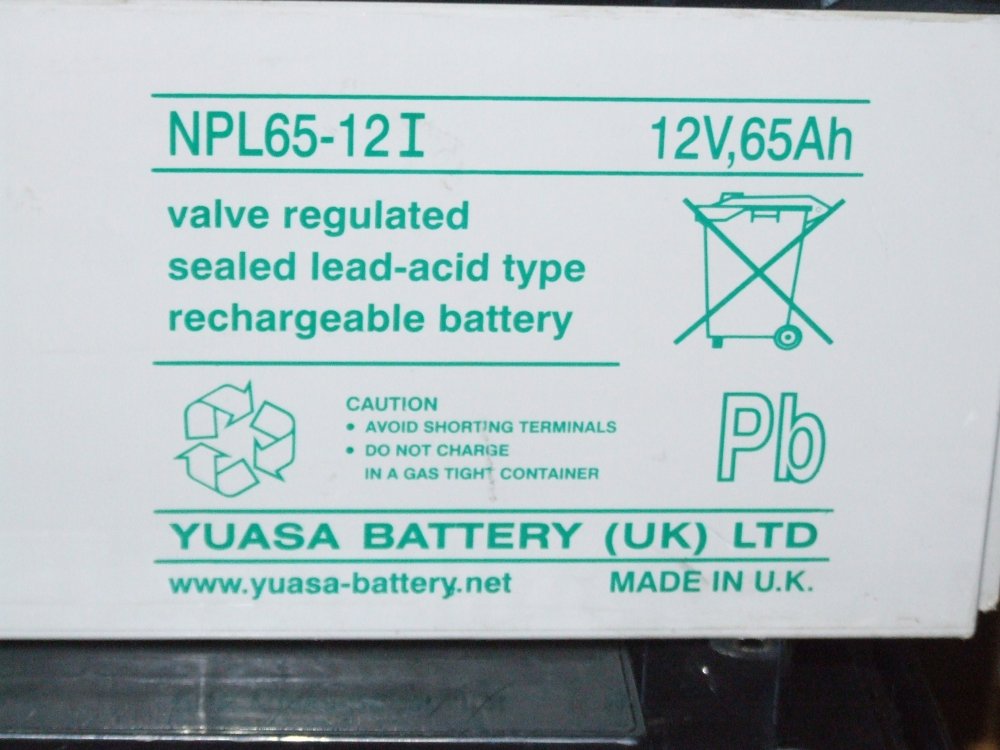 NPL65-12I 12V,65Ah
valve regulated
sealed lead-acid type
rechargeable battery
CAUTION
• AVOID SHORTING TERMINALS
• DO NOT CHARGE
IN A GAS TIGHT CONTAINER
Pb
YUASA BATTERY (UK) LTD
www.yuasa-battery.net MADE IN U.K.